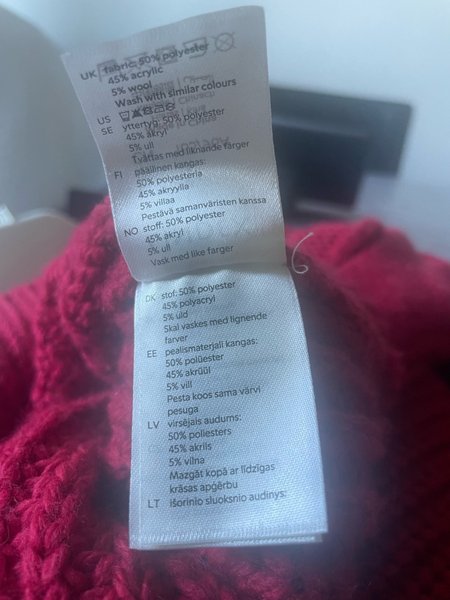 UK fabric: 50% polyester
45% acrylic
5% wool
Wash with similar colours
US
SE yttertyg: 50% polyester
45% akryl
5% ull
Tvättas med liknande färger
FI päällinen kangas:
50% polyesteria
45% akryylia
5% villaa
Pestävä samanväristen kanssa
NO stoff: 50% polyester
45% akryl
5% ull
Vask med like farger
DK stof: 50% polyester
45% polyacryl
5% uld
Skal vaskes med lignende
farver
EE pealismaterjali kangas:
50% polüester
45% akrüül
5% vill
Pesta koos sama värvi
pesuga
LV virsējais audums:
50% poliesters
45% akrils
5% vilna
Mazgāt kopā ar līdzīgas
krāsas apģērbu
LT išorinio sluoksnio audinys: